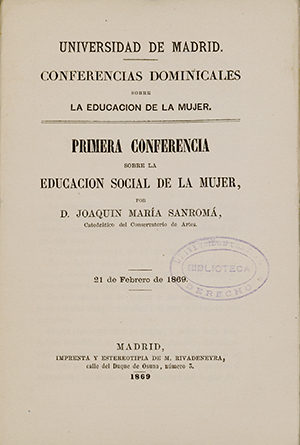 UNIVERSIDAD DE MADRID.
CONFERENCIAS DOMINICALES
SOBRE
LA EDUCACION DE LA MUJER.
PRIMERA CONFERENCIA
SOBRE LA
EDUCACION SOCIAL DE LA MUJER,
POR
D. JOAQUIN MARÍA SANROMÁ,
Catedrático del Conservatorio de Artes.
21 de Febrero de 1869.
BIBLIOTECA
DERECHO
MADRID,
IMPRENTA Y ESTEREOTIPIA DE M. RIVADENEYRA,
calle del Duque de Osuna, número 3.
1869